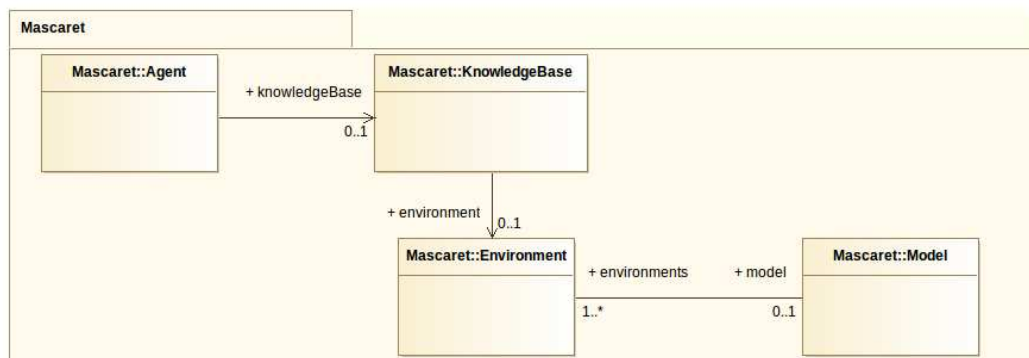 Mascaret
Mascaret::Agent
Mascaret::KnowledgeBase
+ knowledgeBase
0..1
+ environment
0..1
Mascaret::Environment
Mascaret::Model
+ environments
+ model
1..*
0..1